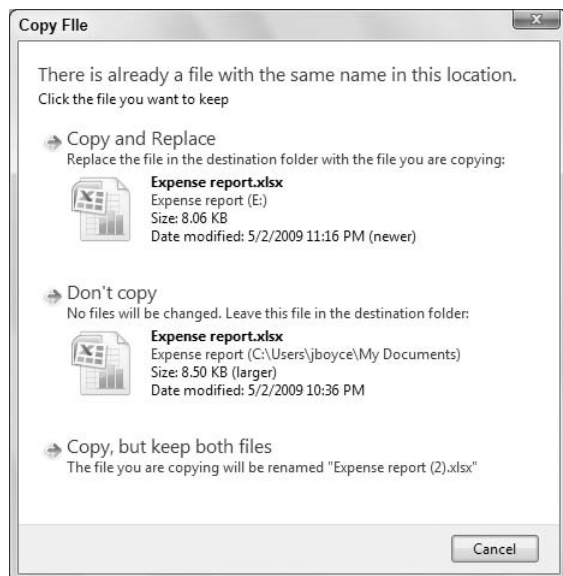 Copy FIle
There is already a file with the same name in this location.
Click the file you want to keep
Copy and Replace
Replace the file in the destination folder with the file you are copying:
Expense report.xlsx
Expense report (E:)
Size: 8.06 KB
Date modified: 5/2/2009 11:16 PM (newer)
Don't copy
No files will be changed. Leave this file in the destination folder:
Expense report.xlsx
Expense report (C:\Users\jboyce\My Documents)
Size: 8.50 KB (larger)
Date modified: 5/2/2009 10:36 PM
Copy, but keep both files
The file you are copying will be renamed "Expense report (2).xlsx"
Cancel